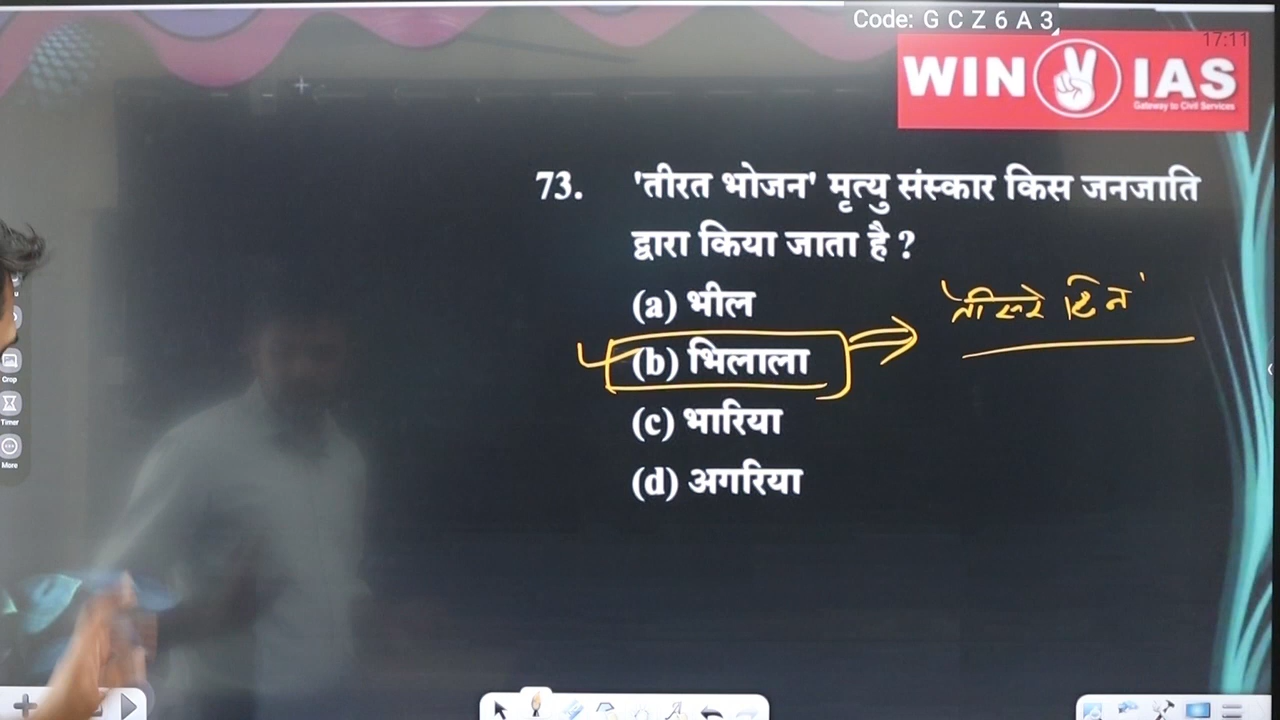 Code: G C Z 6 A 3
17:11
WIN IAS
Gateway to Civil Services
73. 'तीरत भोजन' मृत्यु संस्कार किस जनजाति
द्वारा किया जाता है ?
(a) भील
तीसरे दिन
(b) भिलाला
(c) भारिया
(d) अगरिया
Crop
Timer
More